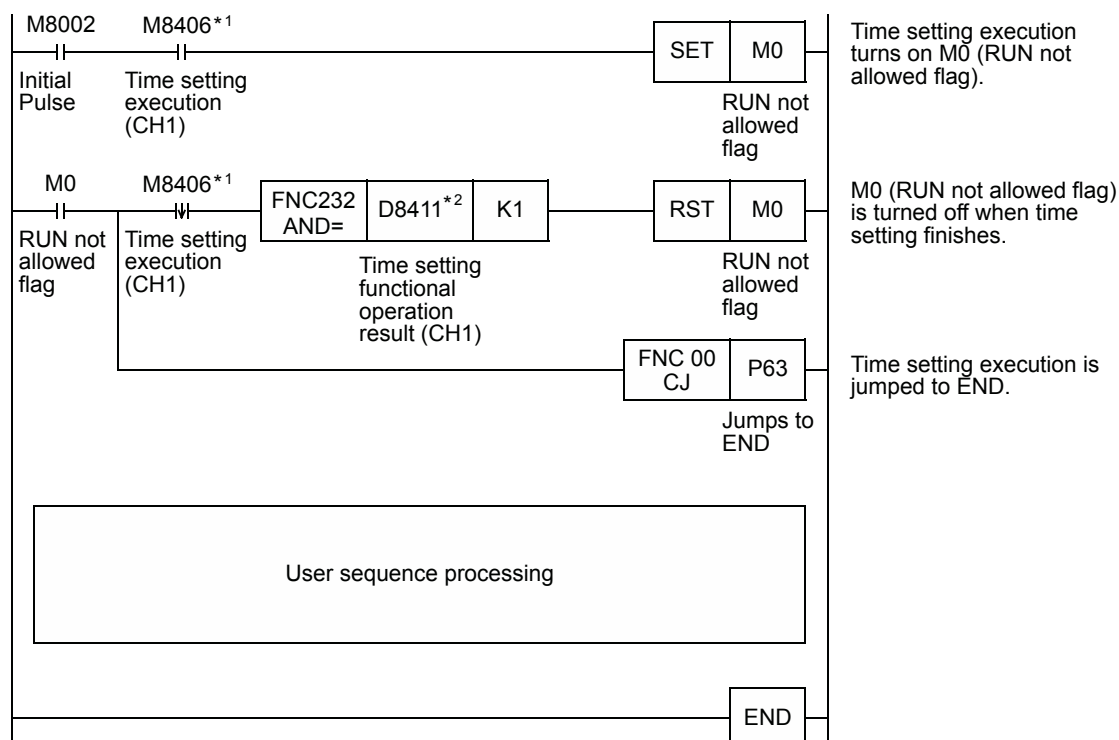 M8002
M8406*1
SET
M0
Time setting execution
turns on M0 (RUN not
allowed flag).
Initial
Pulse
Time setting
execution
(CH1)
RUN not
allowed
flag
M0
M8406*1
FNC232
AND=
D8411*2
K1
RST
M0
M0 (RUN not allowed flag)
is turned off when time
setting finishes.
RUN not
allowed
flag
Time setting
execution
(CH1)
Time setting
functional
operation
result (CH1)
RUN not
allowed
flag
FNC 00
CJ
P63
Time setting execution is
jumped to END.
Jumps to
END
User sequence processing
END